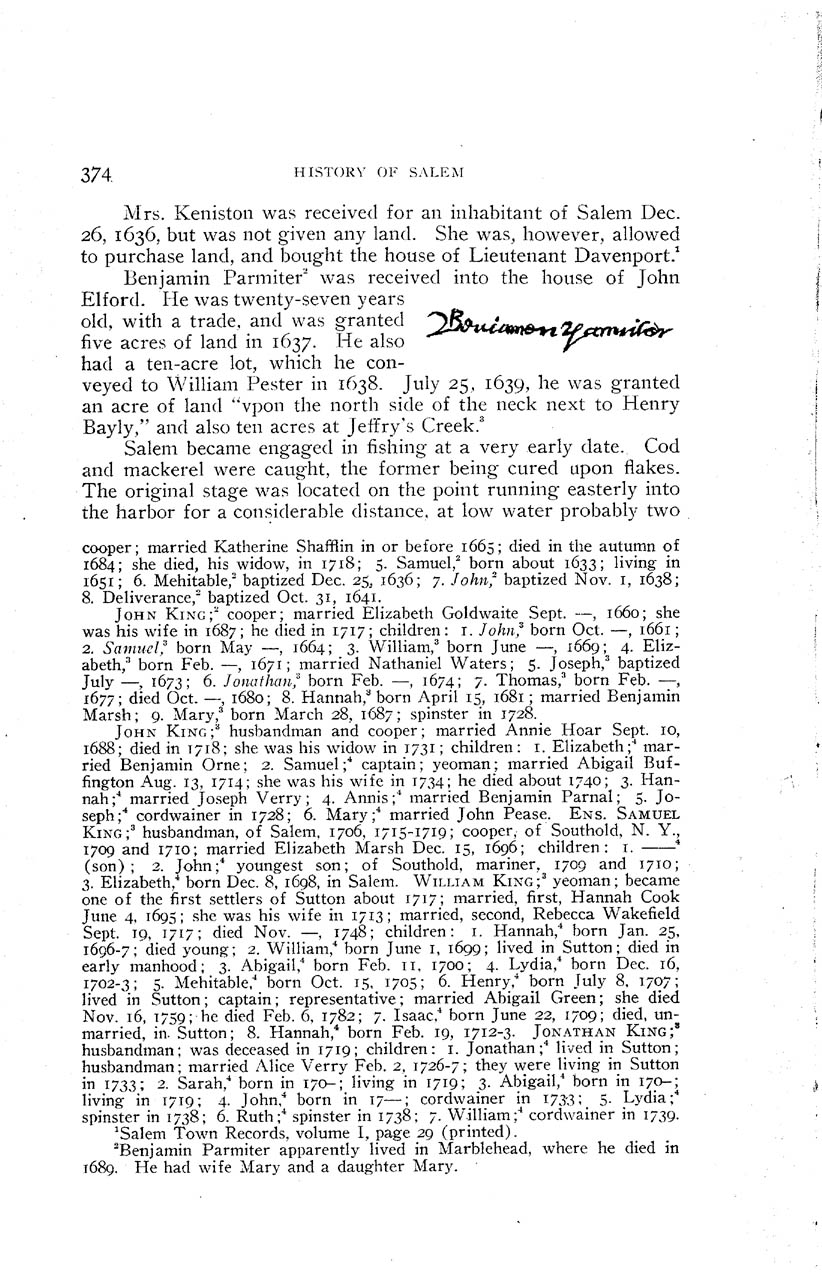 374
HISTORY OF SALEM
Mrs. Keniston was received for an inhabitant of Salem Dec.
26, 1636, but was not given any land. She was, however, allowed
to purchase land, and bought the house of Lieutenant Davenport.¹
Benjamin Parmiter² was received into the house of John
Elford. He was twenty-seven years
old, with a trade, and was granted
five acres of land in 1637. He also
had a ten-acre lot, which he con-
Beniamen parmiter
veyed to William Pester in 1638. July 25, 1639, he was granted
an acre of land “vpon the north side of the neck next to Henry
Bayly,” and also ten acres at Jeffry's Creek.³
Salem became engaged in fishing at a very early date. Cod
and mackerel were caught, the former being cured upon flakes.
The original stage was located on the point running easterly into
the harbor for a considerable distance, at low water probably two
cooper; married Katherine Shafflin in or before 1665; died in the autumn of
1684; she died, his widow, in 1718; 5. Samuel,² born about 1633; living in
1651; 6. Mehitable,² baptized Dec. 25, 1636; 7. John,² baptized Nov. 1, 1638;
8. Deliverance,² baptized Oct. 31, 1641.
JOHN KING;² cooper; married Elizabeth Goldwaite Sept. —, 1660; she
was his wife in 1687; he died in 1717; children: 1. John,³ born Oct. —, 1661;
2. Samuel,³ born May —, 1664; 3. William,³ born June —, 1669; 4. Eliz-
abeth,³ born Feb. —, 1671; married Nathaniel Waters; 5. Joseph,³ baptized
July —, 1673; 6. Jonathan,³ born Feb. —, 1674; 7. Thomas,³ born Feb. —,
1677; died Oct. —, 1680; 8. Hannah,³ born April 15, 1681; married Benjamin
Marsh; 9. Mary,³ born March 28, 1687; spinster in 1728.
JOHN KING;³ husbandman and cooper; married Annie Hoar Sept. 10,
1688; died in 1718; she was his widow in 1731; children: 1. Elizabeth;⁴ mar-
ried Benjamin Orne; 2. Samuel;⁴ captain; yeoman; married Abigail Buf-
fington Aug. 13, 1714; she was his wife in 1734; he died about 1740; 3. Han-
nah;⁴ married Joseph Verry; 4. Annis;⁴ married Benjamin Parnal; 5. Jo-
seph;⁴ cordwainer in 1728; 6. Mary;⁴ married John Pease. ENS. SAMUEL
KING;³ husbandman, of Salem, 1706, 1715-1719; cooper, of Southold, N. Y.,
1709 and 1710; married Elizabeth Marsh Dec. 15, 1696; children: 1. ——⁴
(son); 2. John;⁴ youngest son; of Southold, mariner, 1709 and 1710;
3. Elizabeth,⁴ born Dec. 8, 1698, in Salem. WILLIAM KING;³ yeoman; became
one of the first settlers of Sutton about 1717; married, first, Hannah Cook
June 4, 1695; she was his wife in 1713; married, second, Rebecca Wakefield
Sept. 19, 1717; died Nov. —, 1748; children: 1. Hannah,⁴ born Jan. 25,
1696-7; died young; 2. William,⁴ born June 1, 1699; lived in Sutton; died in
early manhood; 3. Abigail,⁴ born Feb. 11, 1700; 4. Lydia,⁴ born Dec. 16,
1702-3; 5. Mehitable,⁴ born Oct. 15, 1705; 6. Henry,⁴ born July 8, 1707;
lived in Sutton; captain; representative; married Abigail Green; she died
Nov. 16, 1759; he died Feb. 6, 1782; 7. Isaac,⁴ born June 22, 1709; died, un-
married, in Sutton; 8. Hannah,⁴ born Feb. 19, 1712-3. JONATHAN KING;³
husbandman; was deceased in 1719; children: 1. Jonathan;⁴ lived in Sutton;
husbandman; married Alice Verry Feb. 2, 1726-7; they were living in Sutton
in 1733; 2. Sarah,⁴ born in 170–; living in 1719; 3. Abigail,⁴ born in 170–;
living in 1719; 4. John,⁴ born in 17—; cordwainer in 1733; 5. Lydia;⁴
spinster in 1738; 6. Ruth;⁴ spinster in 1738; 7. William;⁴ cordwainer in 1739.
¹Salem Town Records, volume I, page 29 (printed).
²Benjamin Parmiter apparently lived in Marblehead, where he died in
1689. He had wife Mary and a daughter Mary.